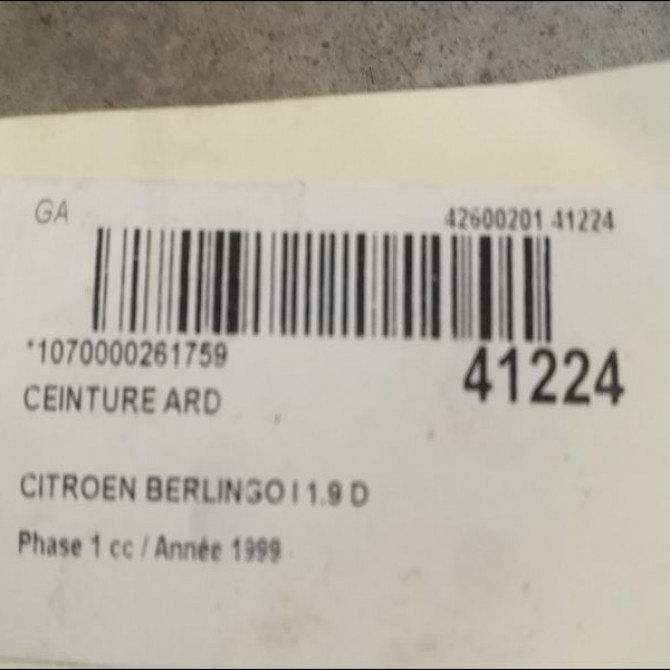 GA
42600201 41224
*1070000261759
41224
CEINTURE ARD
CITROEN BERLINGO I 1.9 D
Phase 1 cc / Année 1999